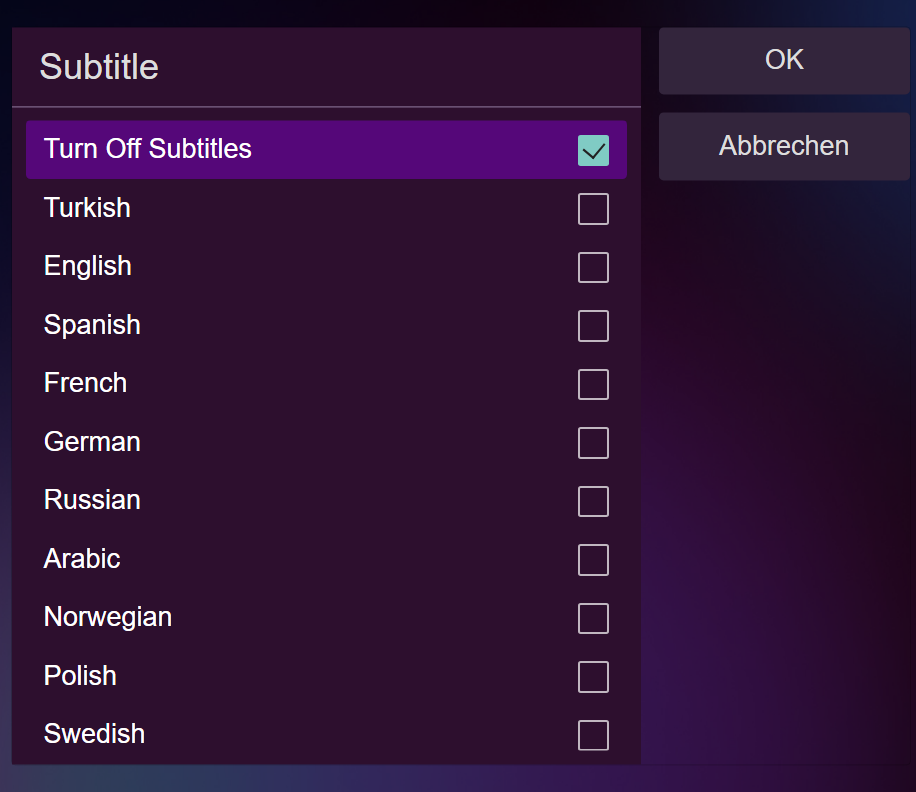 Subtitle
Turn Off Subtitles
Turkish
English
Spanish
French
German
Russian
Arabic
Norwegian
Polish
Swedish
OK
Abbrechen